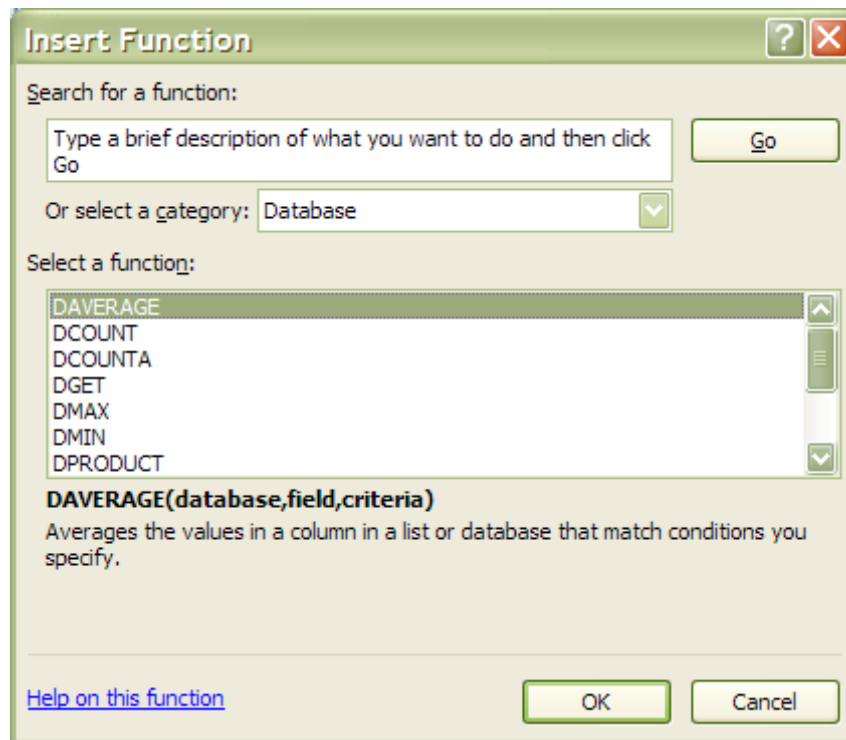 Insert Function
Search for a function:
Type a brief description of what you want to do and then click
Go
Go
Or select a category: Database
Select a function:
DAVERAGE
DCOUNT
DCOUNTA
DGET
DMAX
DMIN
DPRODUCT
DAVERAGE(database,field,criteria)
Averages the values in a column in a list or database that match conditions you
specify.
Help on this function
OK
Cancel